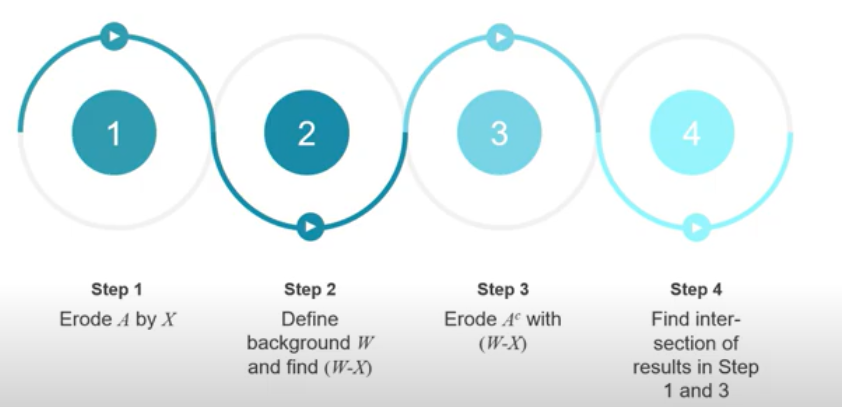 1
2
3
4
Step 1
Erode A by X
Step 2
Define
background W
and find (W-X)
Step 3
Erode Aᶜ with
(W-X)
Step 4
Find inter-
section of
results in Step
1 and 3